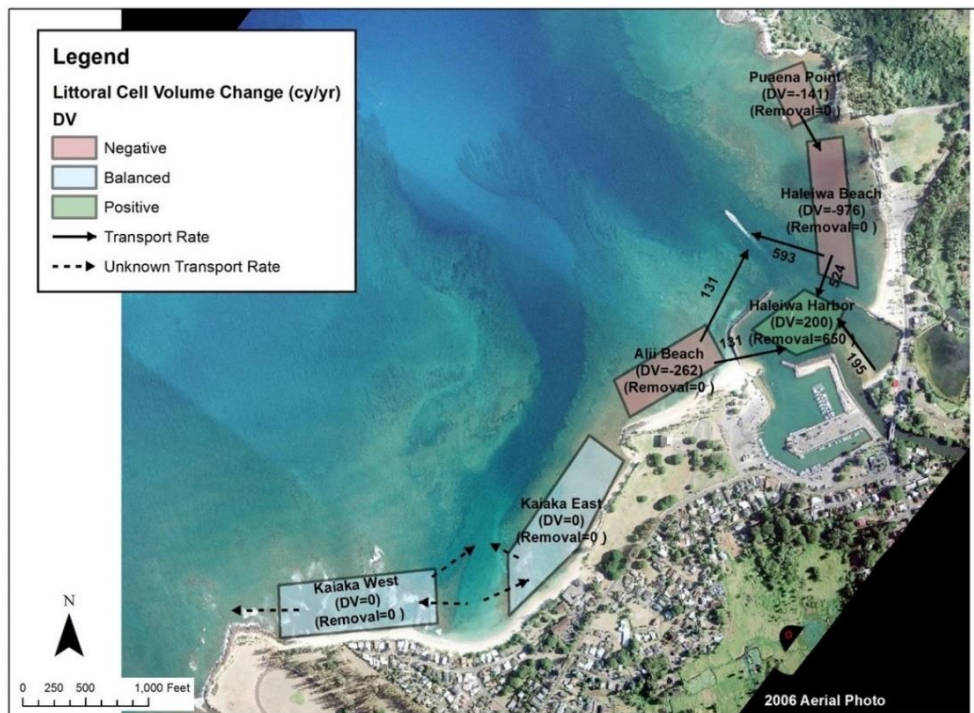 Legend
Littoral Cell Volume Change (cy/yr)
DV
Negative
Balanced
Positive
Transport Rate
Unknown Transport Rate
Puaena Point
(DV=-141)
(Removal=0 )
Haleiwa Beach
(DV=-976)
(Removal=0 )
593
524
131
Haleiwa Harbor
(DV=200)
(Removal=650 )
131
195
Alii Beach
(DV=-262)
(Removal=0 )
Kaiaka East
(DV=0)
(Removal=0 )
Kaiaka West
(DV=0)
(Removal=0 )
N
0 250 500 1,000 Feet
2006 Aerial Photo